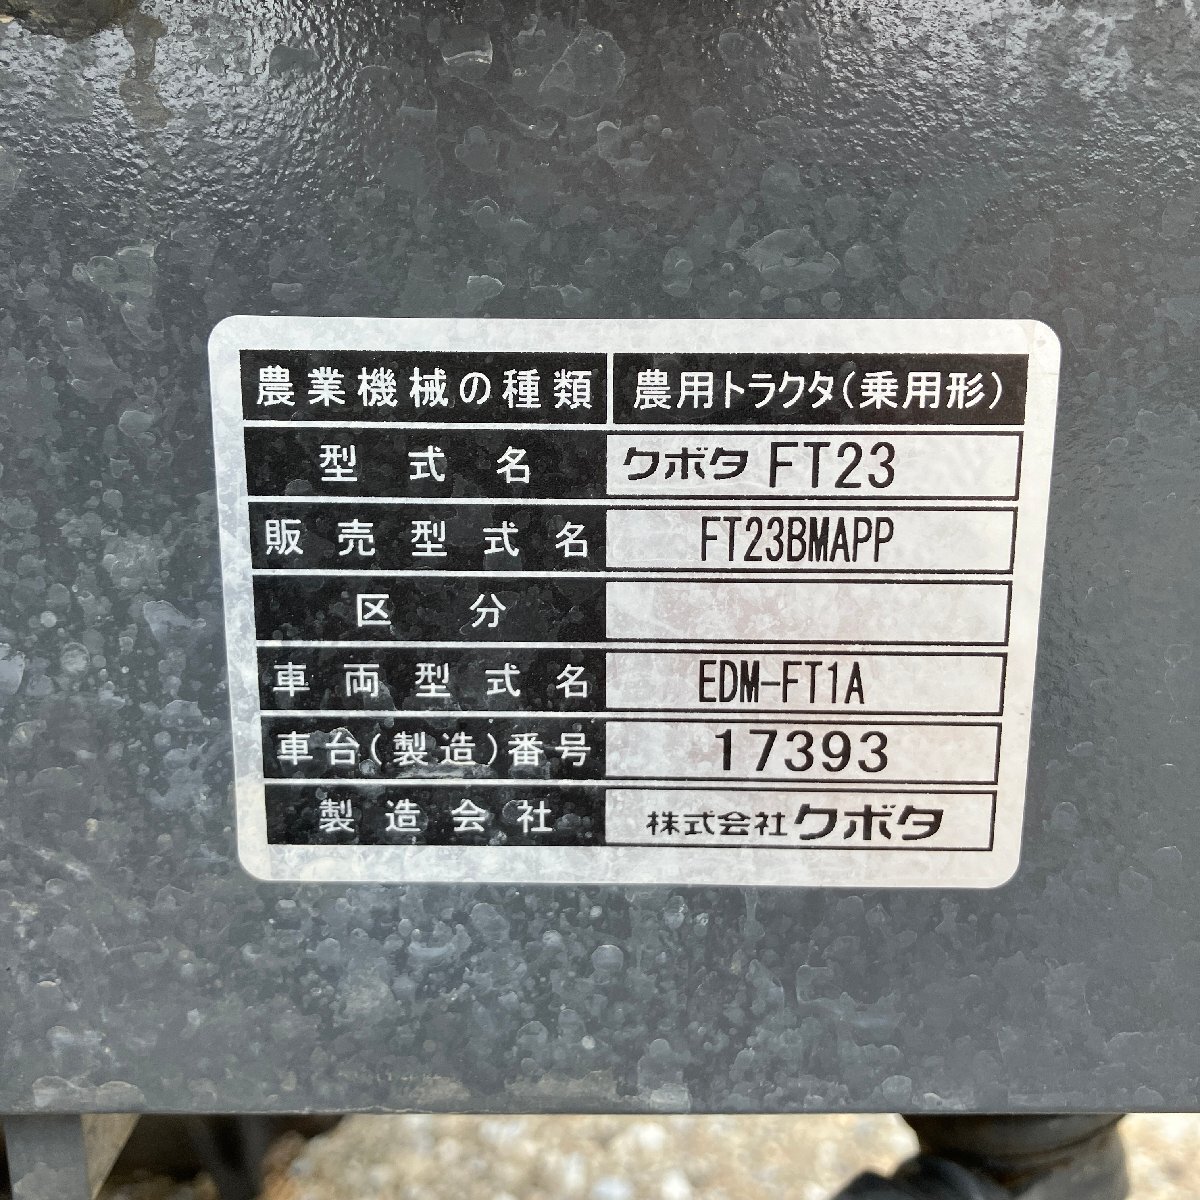 農業機械の種類 農用トラクタ(乗用形)
型式名 クボタ FT23
販売型式名 FT23BMAPP
区分
車両型式名 EDM-FT1A
車台(製造)番号 17393
製造会社 株式会社クボタ